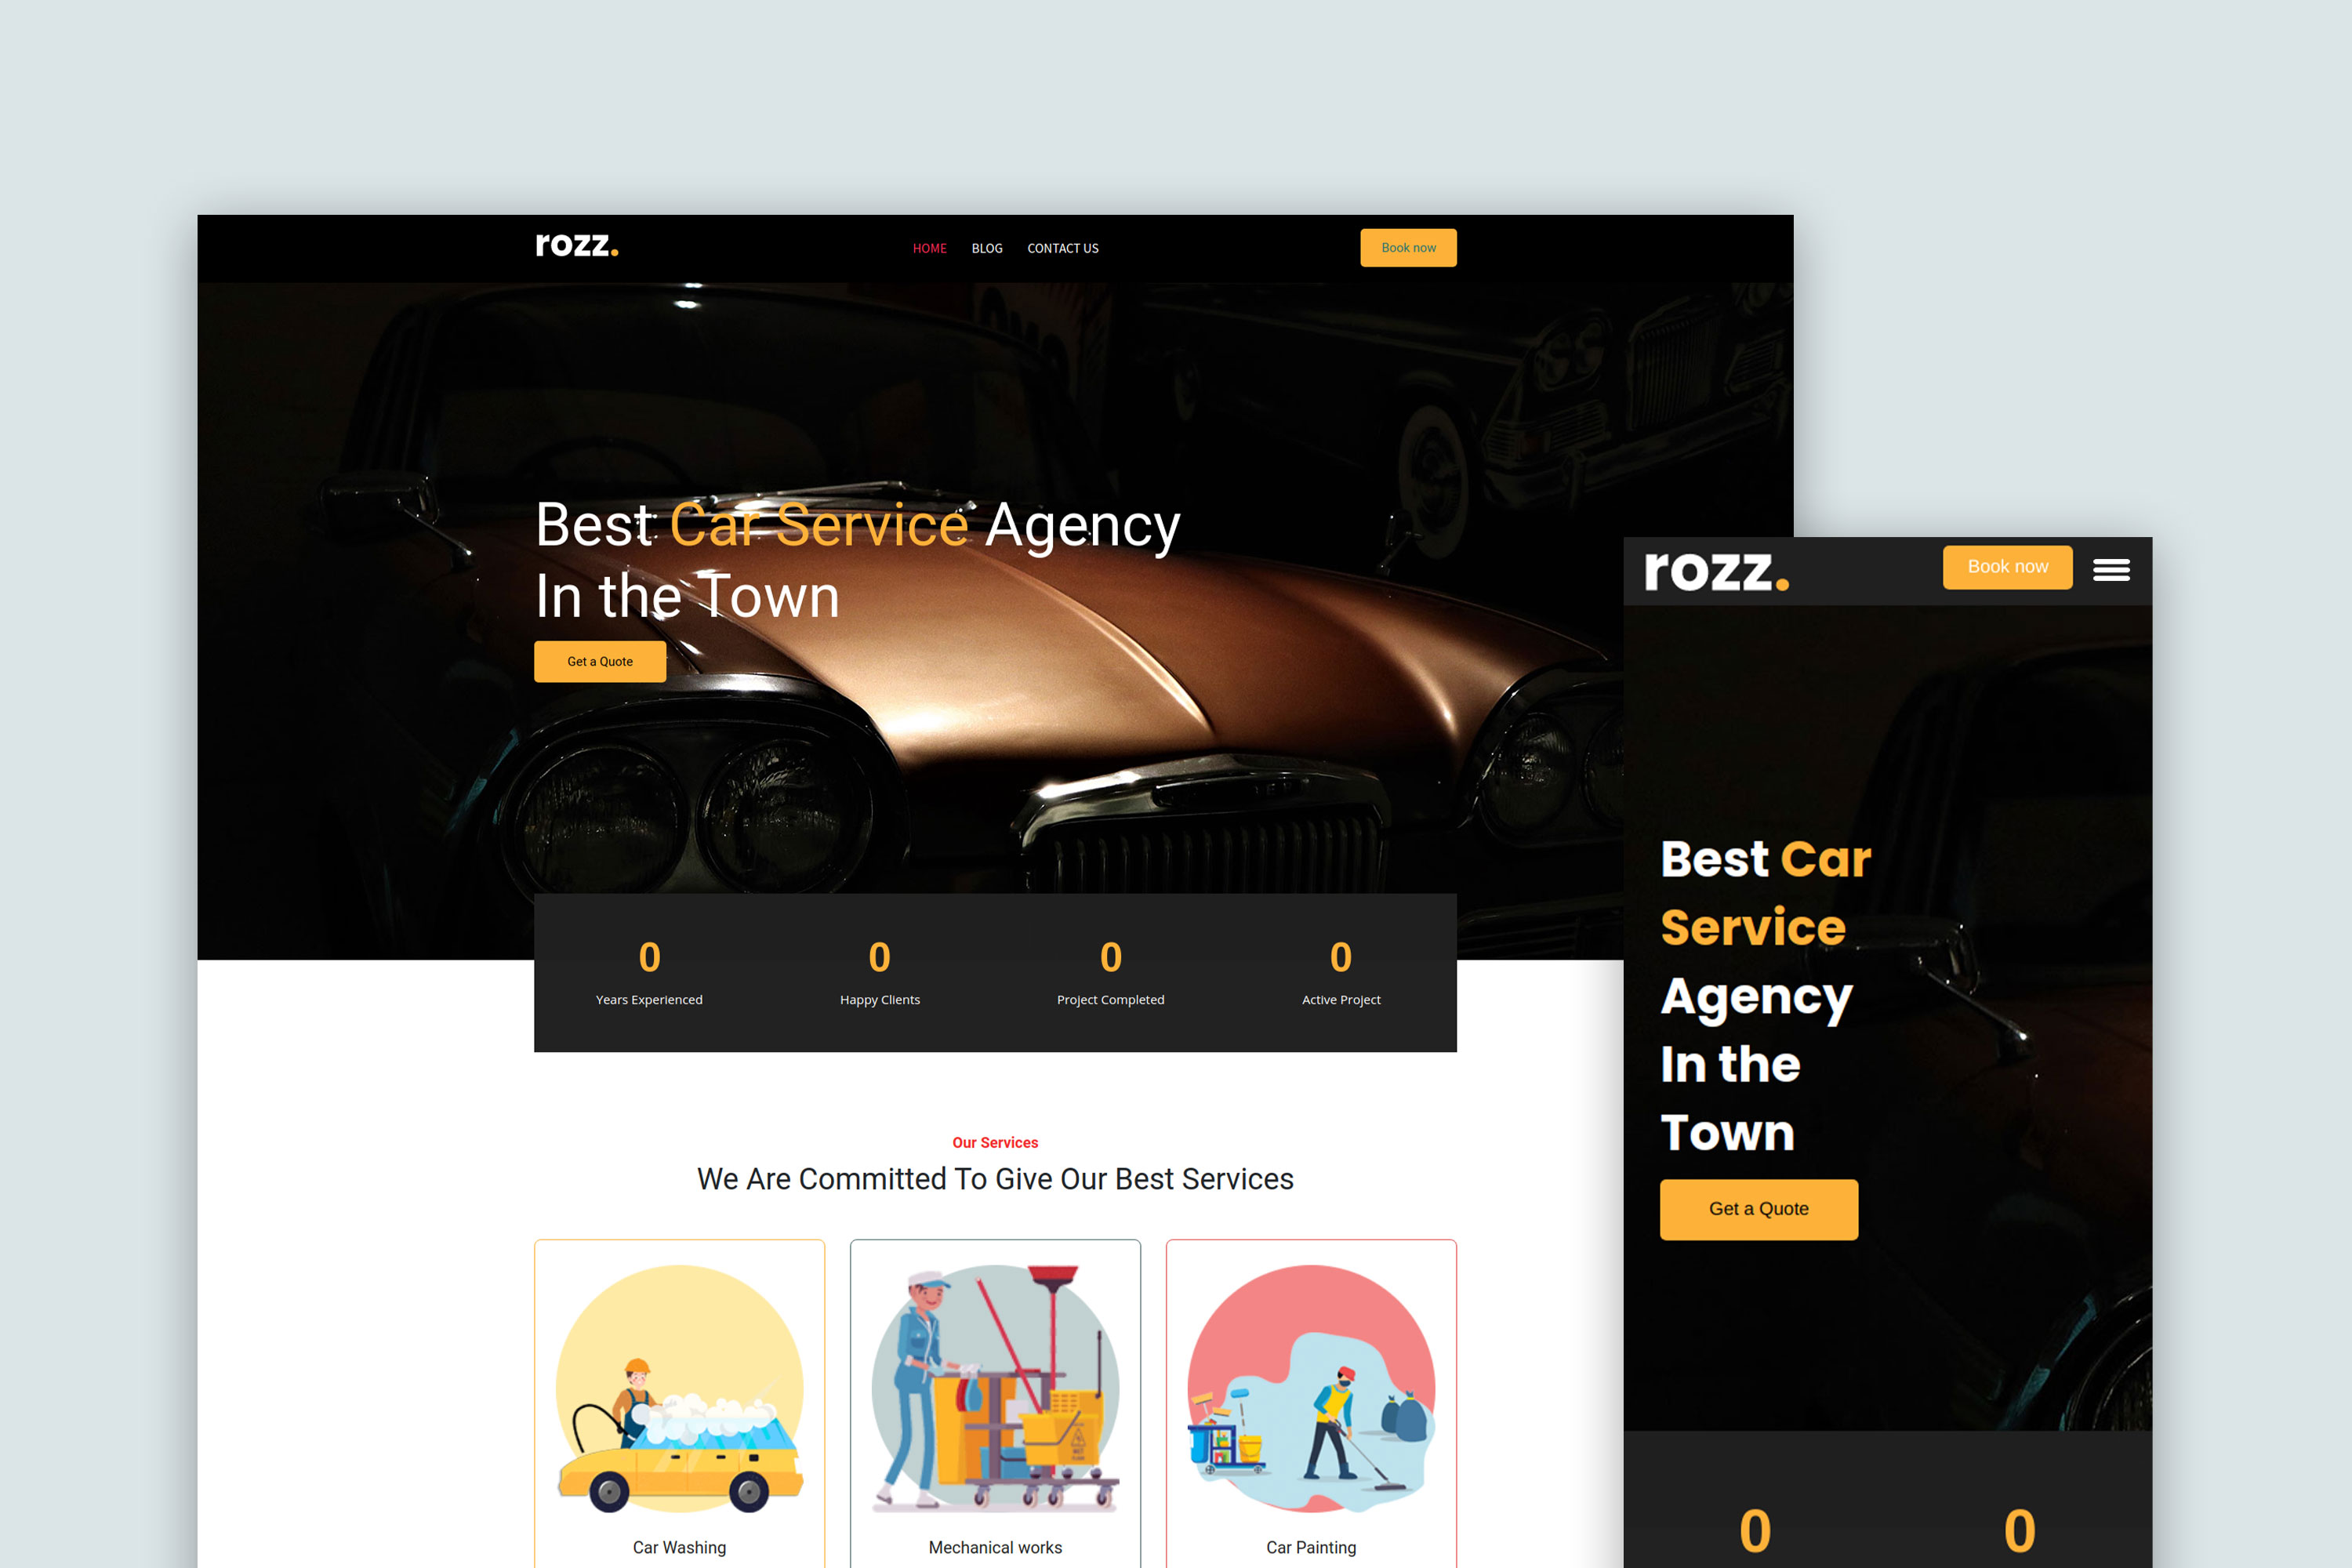 rozz.
HOME BLOG CONTACT US
Book now
Best Car Service Agency
In the Town
Get a Quote
0 0 0 0
Years Experienced Happy Clients Project Completed Active Project
Our Services
We Are Committed To Give Our Best Services
Car Washing Mechanical works Car Painting
rozz.
Book now
Best Car
Service
Agency
In the
Town
Get a Quote
0 0